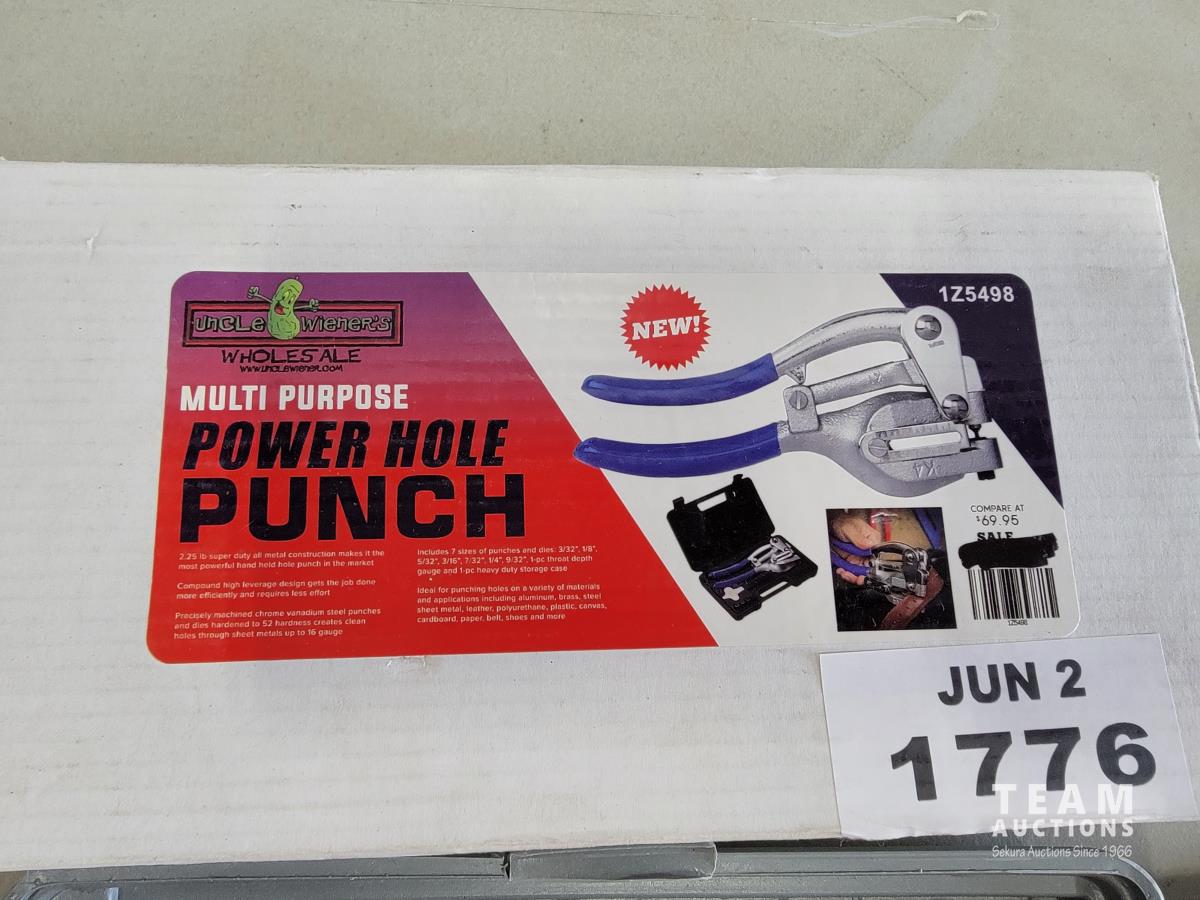 UNCLE WIENER'S
WHOLESALE
WWW.UNCLEWIENER.COM
MULTI PURPOSE
POWER HOLE
PUNCH
2.25 lb super duty all metal construction makes it the
most powerful hand held hole punch in the market
Compound high leverage design gets the job done
more efficiently and requires less effort
Precisely machined chrome vanadium steel punches
and dies hardened to 52 hardness creates clean
holes through sheet metals up to 16 gauge
Includes 7 sizes of punches and dies: 3/32", 1/8",
5/32", 3/16", 7/32", 1/4", 9/32", 1-pc throat depth
gauge and 1-pc heavy duty storage case
Ideal for punching holes on a variety of materials
and applications including aluminum, brass, steel
sheet metal, leather, polyurethane, plastic, canvas,
cardboard, paper, belt, shoes and more
NEW!
1Z5498
COMPARE AT
$69.95
SALE
1Z5498
JUN 2
1776
TEAM
AUCTIONS
Sekura Auctions Since 1966